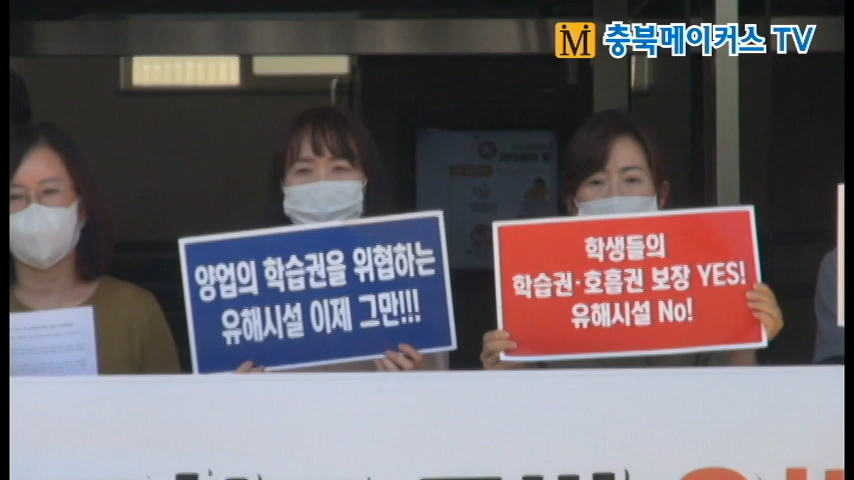 M 충북메이커스 TV
양업의 학습권을 위협하는
유해시설 이제 그만!!!
학생들의
학습권·호흡권 보장 YES!
유해시설 No!